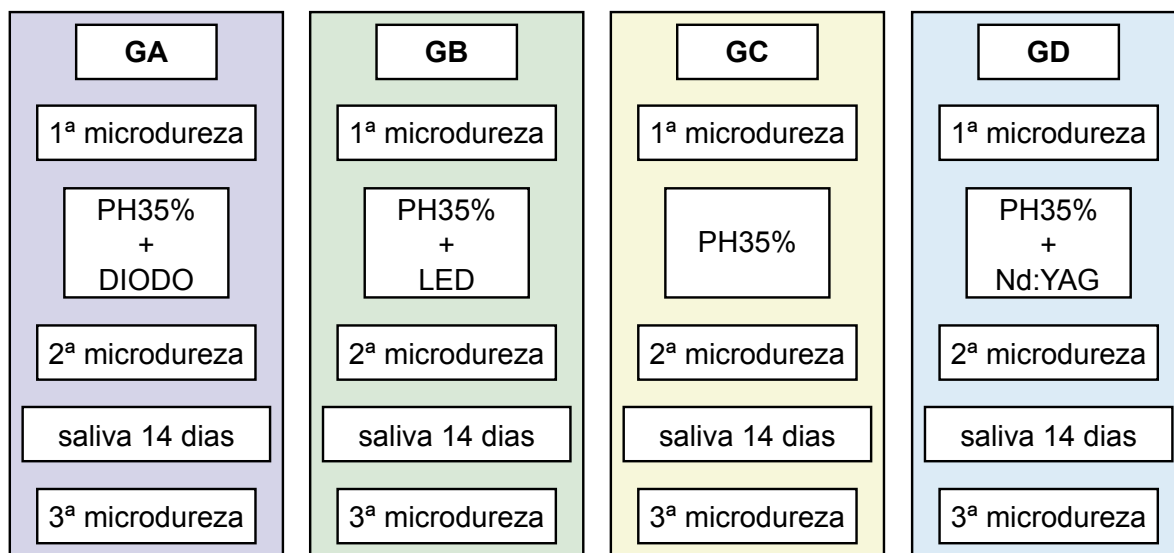 GA
1ª microdureza
PH35%
+
DIODO
2ª microdureza
saliva 14 dias
3ª microdureza
GB
1ª microdureza
PH35%
+
LED
2ª microdureza
saliva 14 dias
3ª microdureza
GC
1ª microdureza
PH35%
2ª microdureza
saliva 14 dias
3ª microdureza
GD
1ª microdureza
PH35%
+
Nd:YAG
2ª microdureza
saliva 14 dias
3ª microdureza